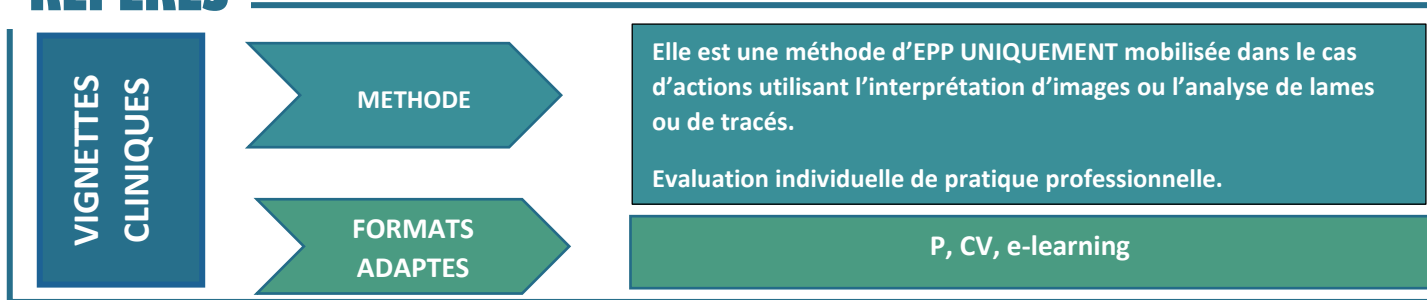 REPERES
VIGNETTES
CLINIQUES
METHODE
Elle est une méthode d'EPP UNIQUEMENT mobilisée dans le cas
d'actions utilisant l'interprétation d'images ou l'analyse de lames
ou de tracés.
Evaluation individuelle de pratique professionnelle.
FORMATS
ADAPTES
P, CV, e-learning